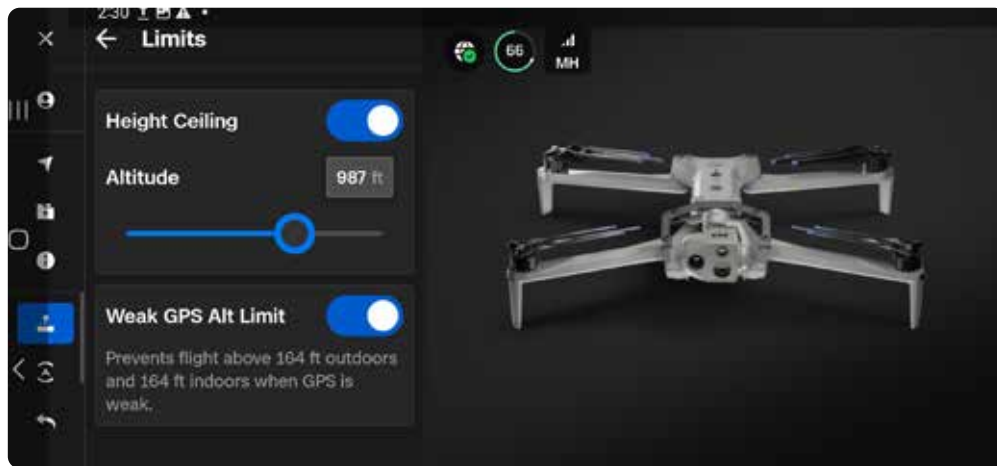 2:30
Limits
66
MH
Height Ceiling
Altitude
987 ft
Weak GPS Alt Limit
Prevents flight above 164 ft outdoors
and 164 ft indoors when GPS is
weak.